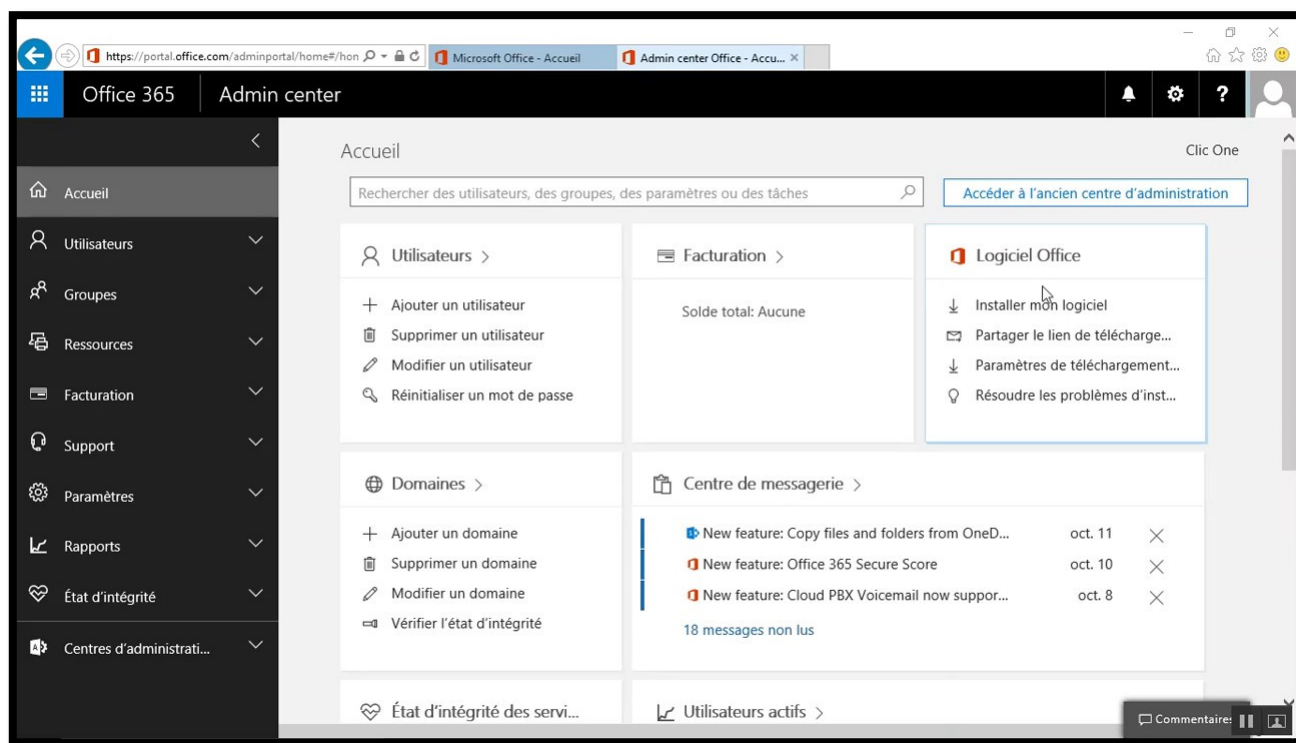 https://portal.office.com/adminportal/home#/hon
Microsoft Office - Accueil
Admin center Office - Accu...
Office 365
Admin center
Accueil
Clic One
Rechercher des utilisateurs, des groupes, des paramètres ou des tâches
Accéder à l'ancien centre d'administration
Accueil
Utilisateurs
Groupes
Ressources
Facturation
Support
Paramètres
Rapports
État d'intégrité
Centres d'administrati...
Utilisateurs
Ajouter un utilisateur
Supprimer un utilisateur
Modifier un utilisateur
Réinitialiser un mot de passe
Facturation
Solde total: Aucune
Logiciel Office
Installer mon logiciel
Partager le lien de télécharge...
Paramètres de téléchargement...
Résoudre les problèmes d'inst...
Domaines
Ajouter un domaine
Supprimer un domaine
Modifier un domaine
Vérifier l'état d'intégrité
Centre de messagerie
New feature: Copy files and folders from OneD... oct. 11
New feature: Office 365 Secure Score oct. 10
New feature: Cloud PBX Voicemail now suppor... oct. 8
18 messages non lus
État d'intégrité des servi...
Utilisateurs actifs
Commentaires